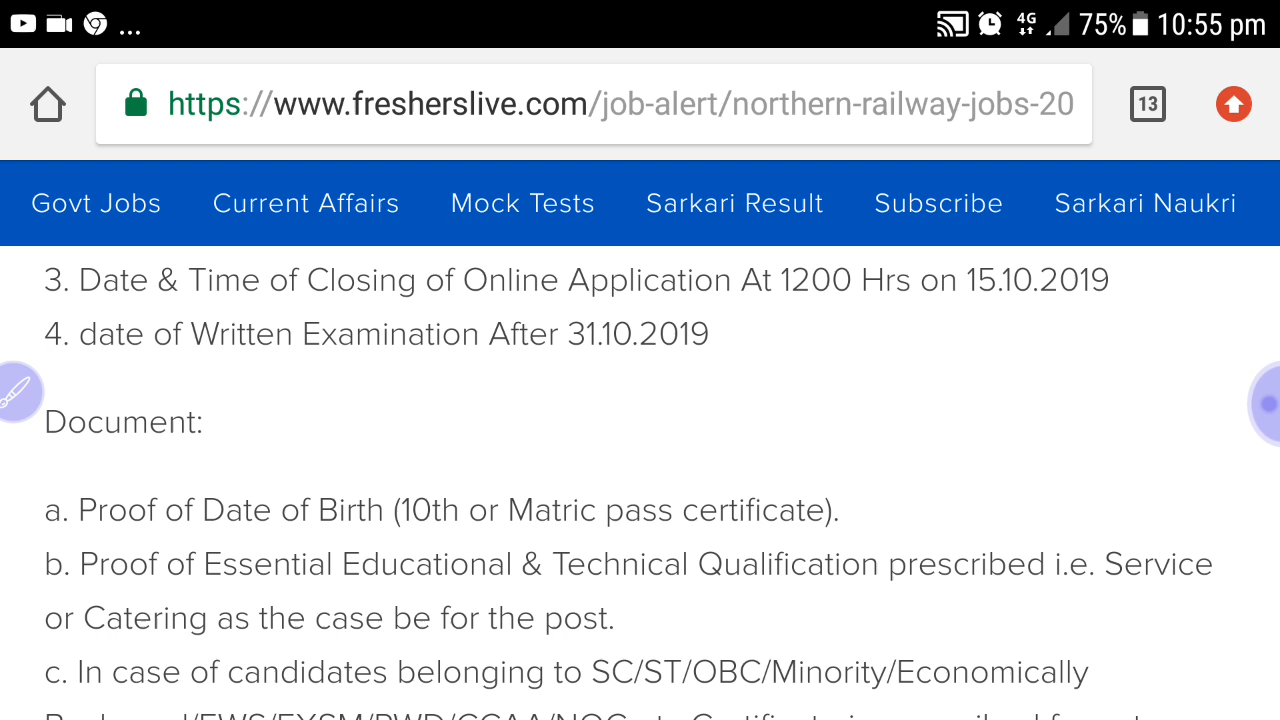 ... 4G 75% 10:55 pm
https://www.fresherslive.com/job-alert/northern-railway-jobs-20 13
Govt Jobs Current Affairs Mock Tests Sarkari Result Subscribe Sarkari Naukri
3. Date & Time of Closing of Online Application At 1200 Hrs on 15.10.2019
4. date of Written Examination After 31.10.2019
Document:
a. Proof of Date of Birth (10th or Matric pass certificate).
b. Proof of Essential Educational & Technical Qualification prescribed i.e. Service
or Catering as the case be for the post.
c. In case of candidates belonging to SC/ST/OBC/Minority/Economically